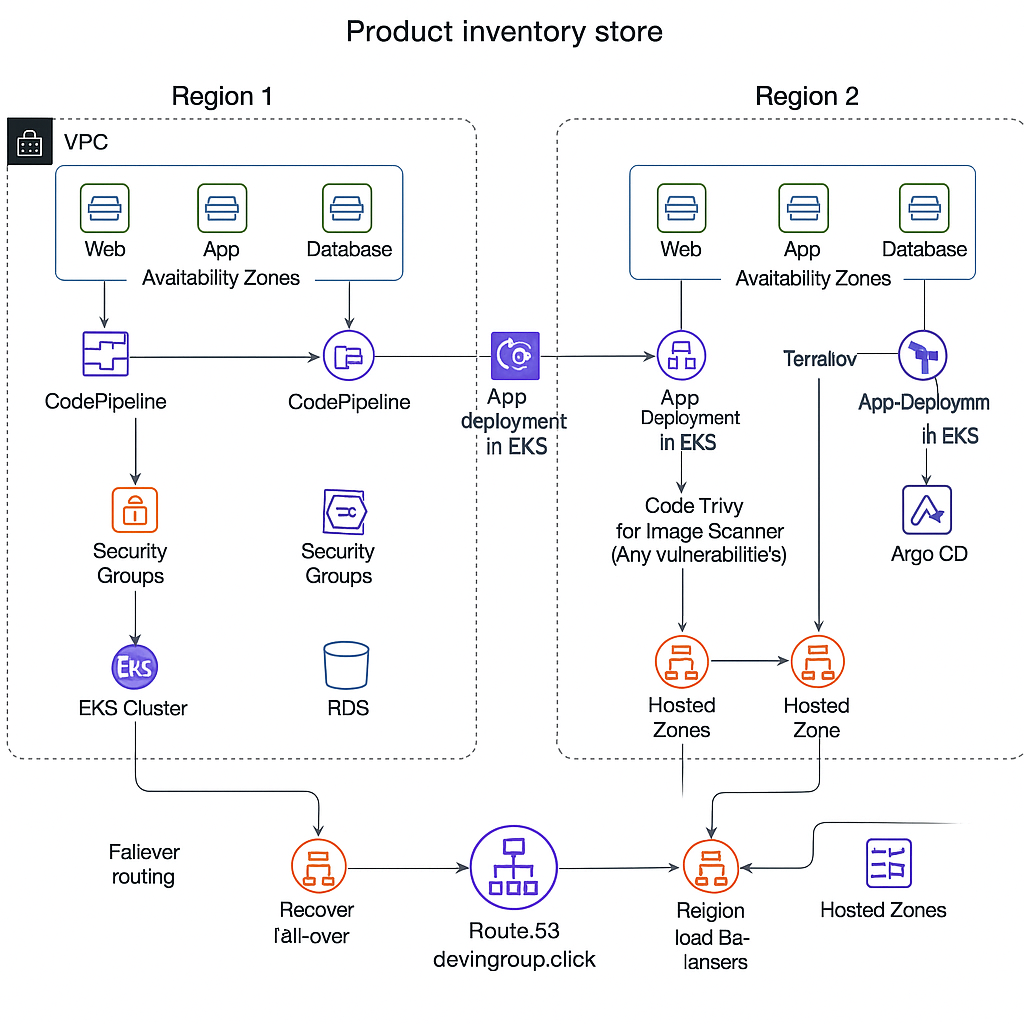 Product inventory store
Region 1
Region 2
VPC
Web
App
Database
Avaitability Zones
Web
App
Database
Avaitability Zones
CodePipeline
CodePipeline
App
deployment
in EKS
App
Deployment
in EKS
Terraliov
App-Deploymm
ih EKS
Code Trivy
for Image Scanner
(Any vulnerabilitie's)
Argo CD
Security
Groups
Security
Groups
EKS
EKS Cluster
RDS
Hosted
Zones
Hosted
Zone
Faliever
routing
Recover
fàll-over
Route.53
devingroup.click
Reigion
load Ba-
lansers
Hosted Zones